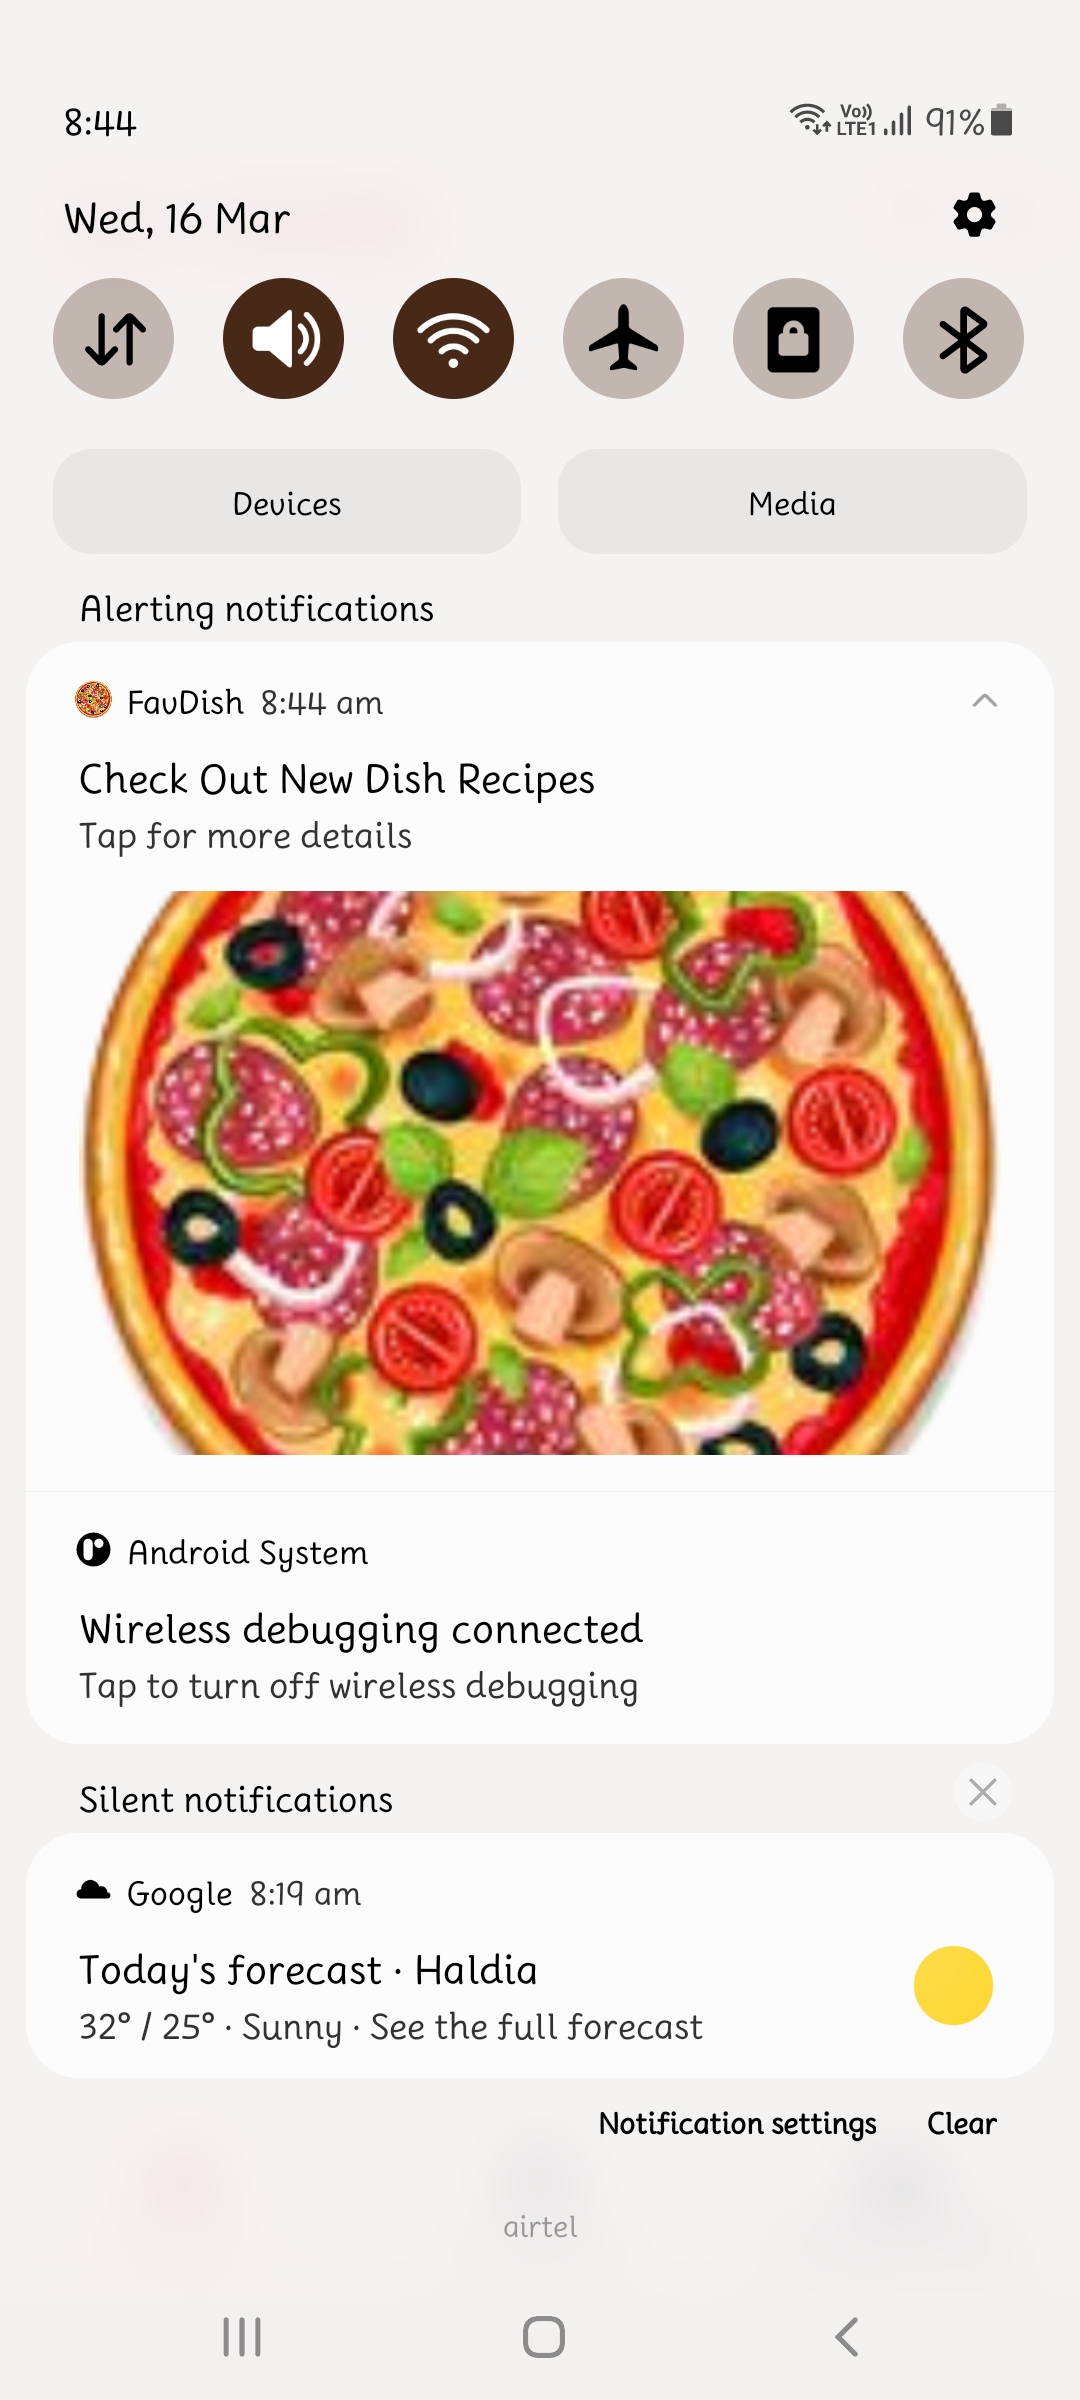 8:44
Vo)) LTE1 91%
Wed, 16 Mar
Devices
Media
Alerting notifications
FavDish 8:44 am
Check Out New Dish Recipes
Tap for more details
Android System
Wireless debugging connected
Tap to turn off wireless debugging
Silent notifications
Google 8:19 am
Today's forecast · Haldia
32° / 25° · Sunny · See the full forecast
Notification settings Clear
airtel